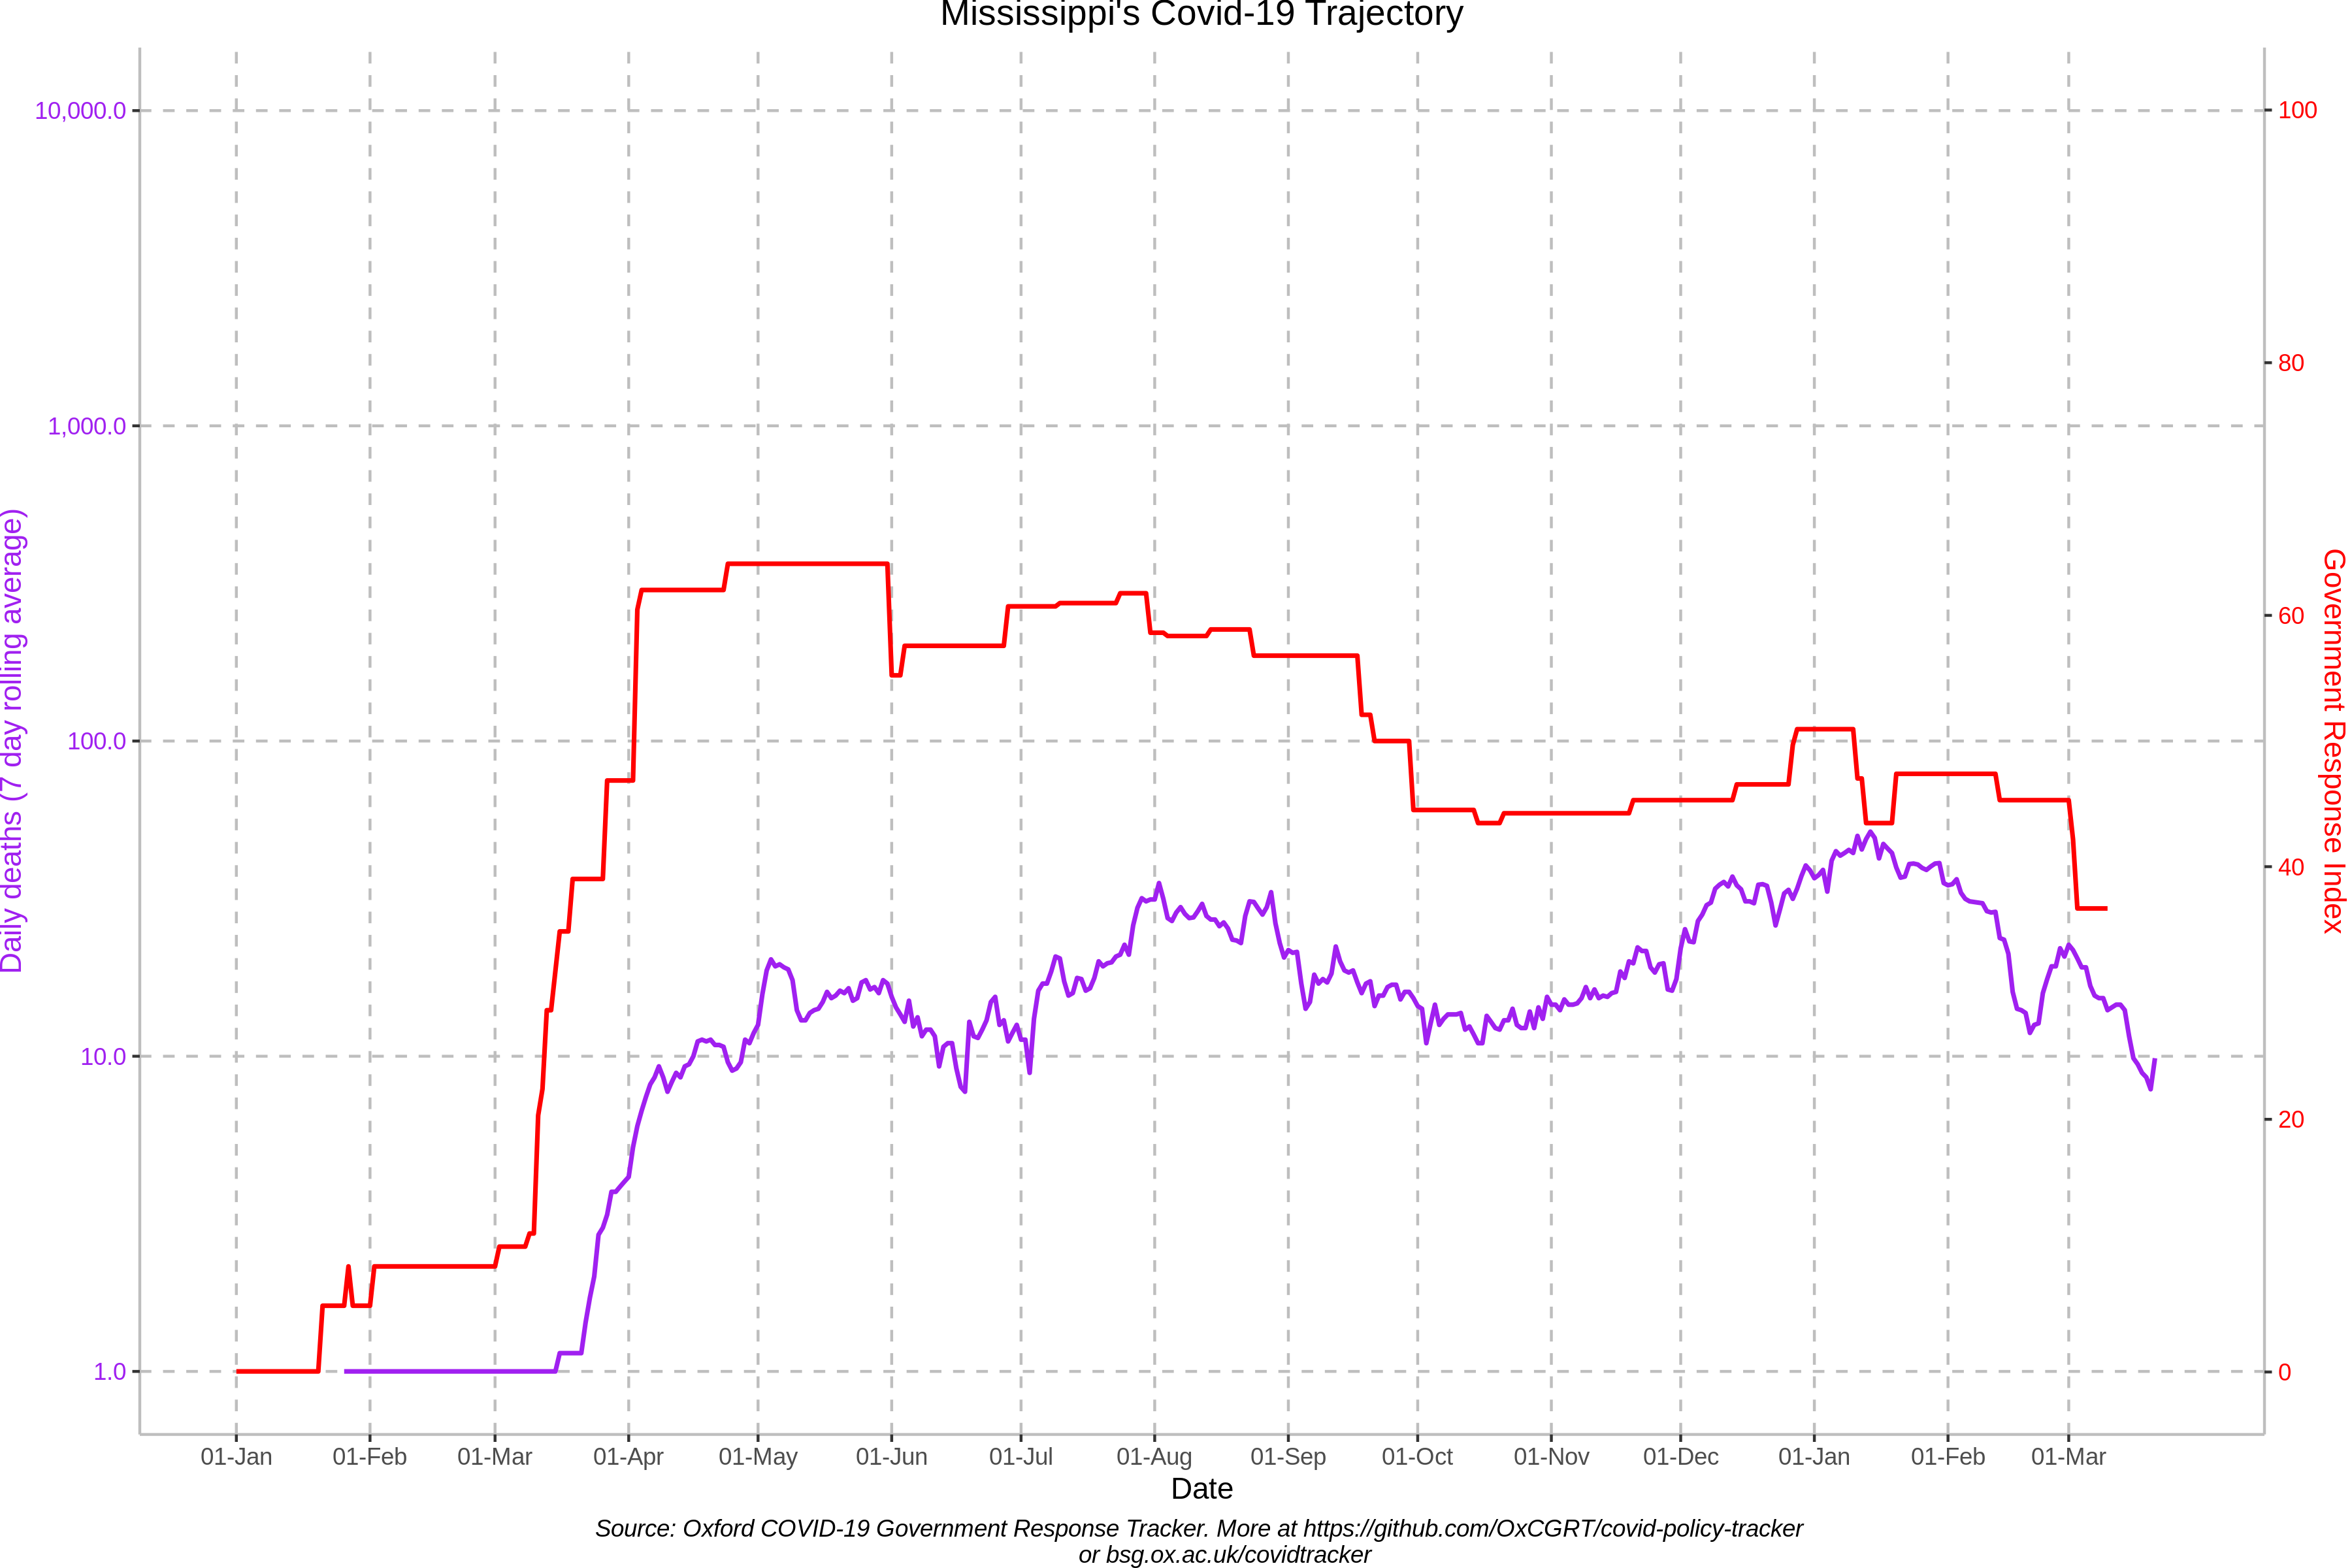 Mississippi's Covid-19 Trajectory
10,000.0
1,000.0
100.0
10.0
1.0
Daily deaths (7 day rolling average)
100
80
60
40
20
0
Government Response Index
01-Jan
01-Feb
01-Mar
01-Apr
01-May
01-Jun
01-Jul
01-Aug
01-Sep
01-Oct
01-Nov
01-Dec
01-Jan
01-Feb
01-Mar
Date
Source: Oxford COVID-19 Government Response Tracker. More at https://github.com/OxCGRT/covid-policy-tracker
or bsg.ox.ac.uk/covidtracker